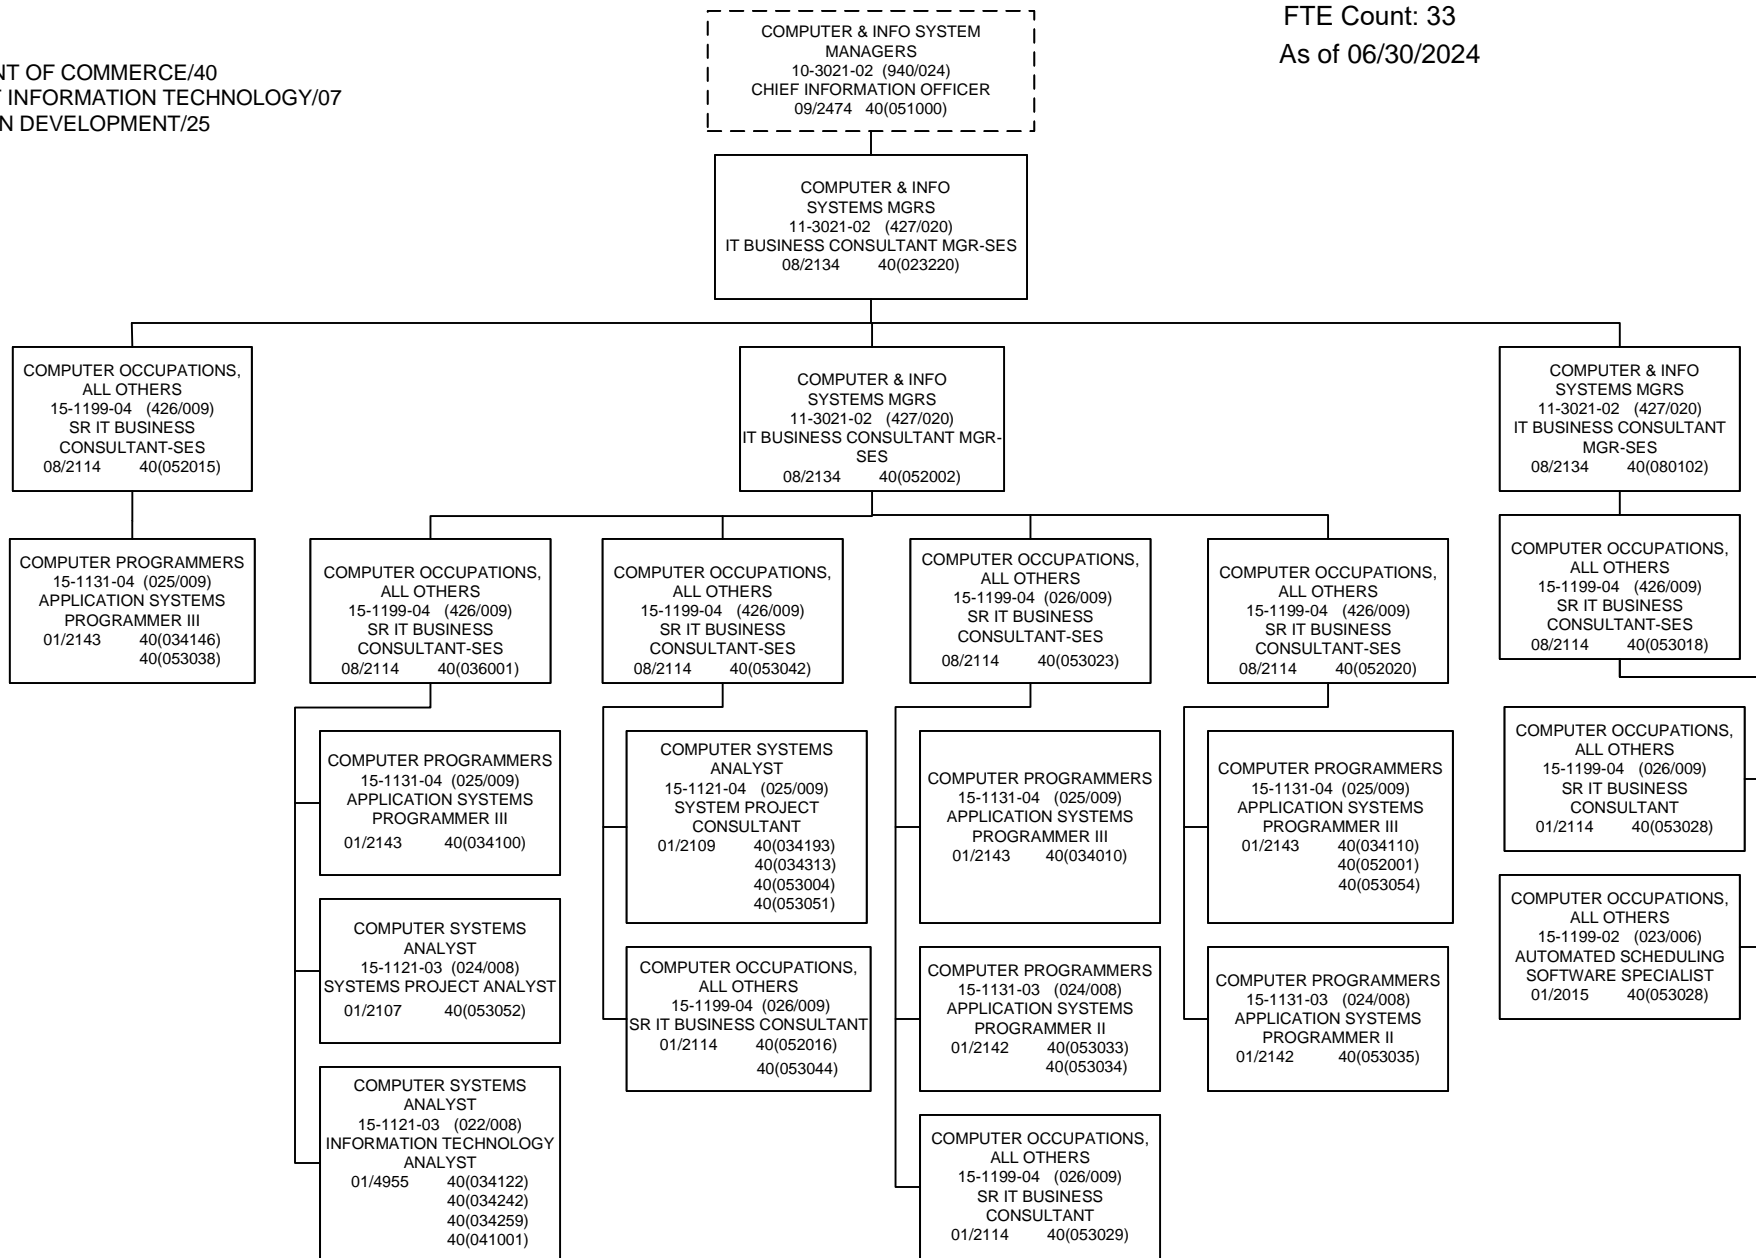 FTE Count: 33
As of 06/30/2024
NT OF COMMERCE/40
INFORMATION TECHNOLOGY/07
N DEVELOPMENT/25
COMPUTER & INFO SYSTEM
MANAGERS
10-3021-02 (940/024)
CHIEF INFORMATION OFFICER
09/2474 40(051000)
COMPUTER & INFO
SYSTEMS MGRS
11-3021-02 (427/020)
IT BUSINESS CONSULTANT MGR-SES
08/2134 40(023220)
COMPUTER OCCUPATIONS,
ALL OTHERS
15-1199-04 (426/009)
SR IT BUSINESS
CONSULTANT-SES
08/2114 40(052015)
COMPUTER & INFO
SYSTEMS MGRS
11-3021-02 (427/020)
IT BUSINESS CONSULTANT MGR-
SES
08/2134 40(052002)
COMPUTER & INFO
SYSTEMS MGRS
11-3021-02 (427/020)
IT BUSINESS CONSULTANT
MGR-SES
08/2134 40(080102)
COMPUTER PROGRAMMERS
15-1131-04 (025/009)
APPLICATION SYSTEMS
PROGRAMMER III
01/2143 40(034146)
40(053038)
COMPUTER OCCUPATIONS,
ALL OTHERS
15-1199-04 (426/009)
SR IT BUSINESS
CONSULTANT-SES
08/2114 40(036001)
COMPUTER OCCUPATIONS,
ALL OTHERS
15-1199-04 (426/009)
SR IT BUSINESS
CONSULTANT-SES
08/2114 40(053042)
COMPUTER OCCUPATIONS,
ALL OTHERS
15-1199-04 (026/009)
SR IT BUSINESS
CONSULTANT-SES
08/2114 40(053023)
COMPUTER OCCUPATIONS,
ALL OTHERS
15-1199-04 (426/009)
SR IT BUSINESS
CONSULTANT-SES
08/2114 40(052020)
COMPUTER OCCUPATIONS,
ALL OTHERS
15-1199-04 (426/009)
SR IT BUSINESS
CONSULTANT-SES
08/2114 40(053018)
COMPUTER PROGRAMMERS
15-1131-04 (025/009)
APPLICATION SYSTEMS
PROGRAMMER III
01/2143 40(034100)
COMPUTER SYSTEMS
ANALYST
15-1121-03 (024/008)
SYSTEMS PROJECT ANALYST
01/2107 40(053052)
COMPUTER SYSTEMS
ANALYST
15-1121-03 (022/008)
INFORMATION TECHNOLOGY
ANALYST
01/4955 40(034122)
40(034242)
40(034259)
40(041001)
COMPUTER SYSTEMS
ANALYST
15-1121-04 (025/009)
SYSTEM PROJECT
CONSULTANT
01/2109 40(034193)
40(034313)
40(053004)
40(053051)
COMPUTER OCCUPATIONS,
ALL OTHERS
15-1199-04 (026/009)
SR IT BUSINESS CONSULTANT
01/2114 40(052016)
40(053044)
COMPUTER PROGRAMMERS
15-1131-04 (025/009)
APPLICATION SYSTEMS
PROGRAMMER III
01/2143 40(034010)
COMPUTER PROGRAMMERS
15-1131-03 (024/008)
APPLICATION SYSTEMS
PROGRAMMER II
01/2142 40(053033)
40(053034)
COMPUTER OCCUPATIONS,
ALL OTHERS
15-1199-04 (026/009)
SR IT BUSINESS
CONSULTANT
01/2114 40(053029)
COMPUTER PROGRAMMERS
15-1131-04 (025/009)
APPLICATION SYSTEMS
PROGRAMMER III
01/2143 40(034110)
40(052001)
40(053054)
COMPUTER PROGRAMMERS
15-1131-03 (024/008)
APPLICATION SYSTEMS
PROGRAMMER II
01/2142 40(053035)
COMPUTER OCCUPATIONS,
ALL OTHERS
15-1199-04 (026/009)
SR IT BUSINESS
CONSULTANT
01/2114 40(053028)
COMPUTER OCCUPATIONS,
ALL OTHERS
15-1199-02 (023/006)
AUTOMATED SCHEDULING
SOFTWARE SPECIALIST
01/2015 40(053028)